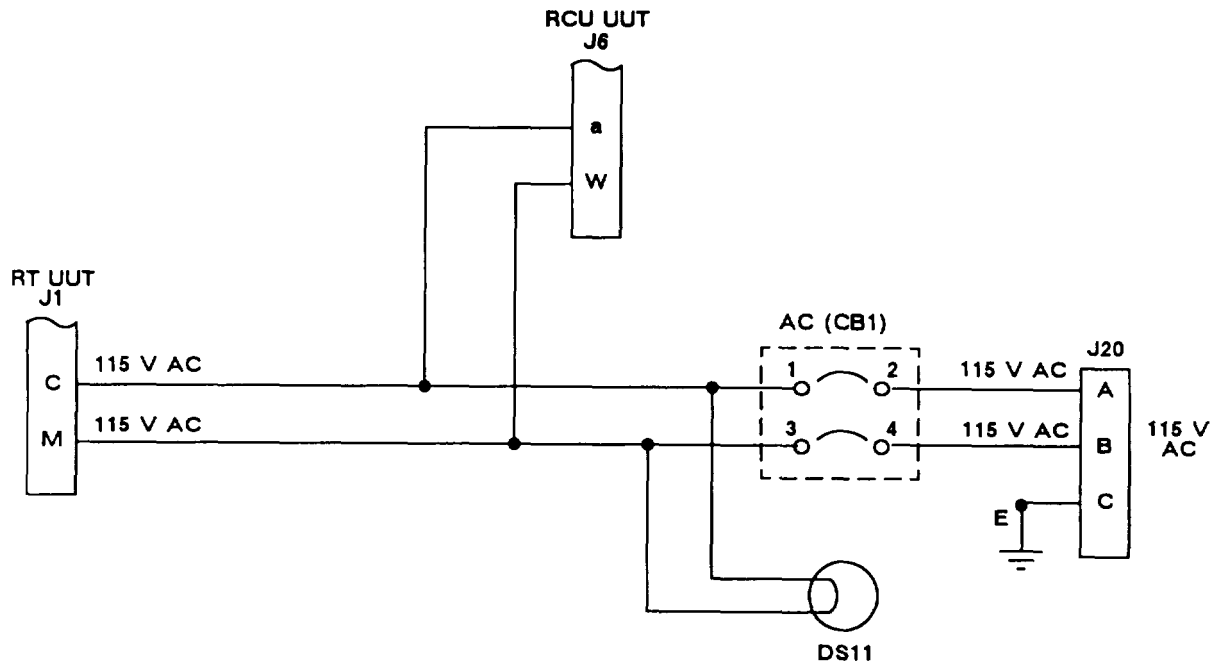 RCU UUT
J6
a
W
RT UUT
J1
C
M
115 V AC
115 V AC
AC (CB1)
1
2
3
4
115 V AC
115 V AC
J20
A
B
C
115 V
AC
E
DS11